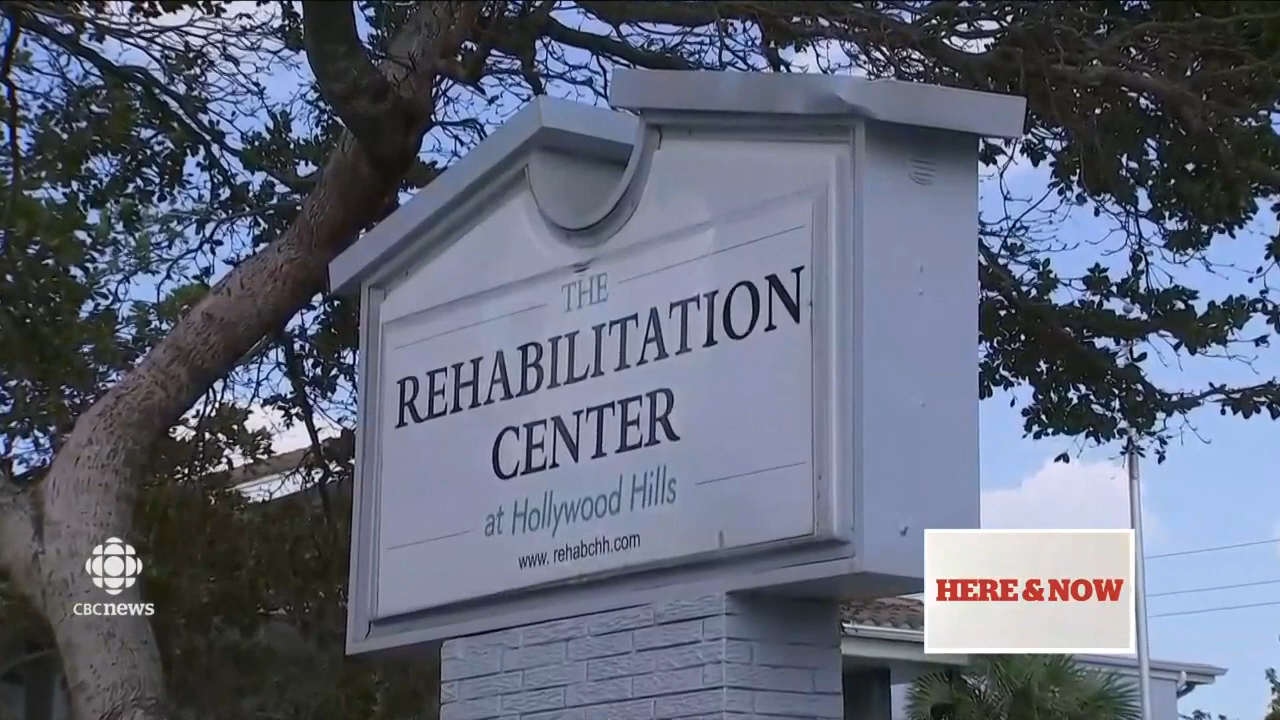 THE
REHABILITATION
CENTER
at Hollywood Hills
www. rehabchh.com
CBCNEWS
HERE & NOW